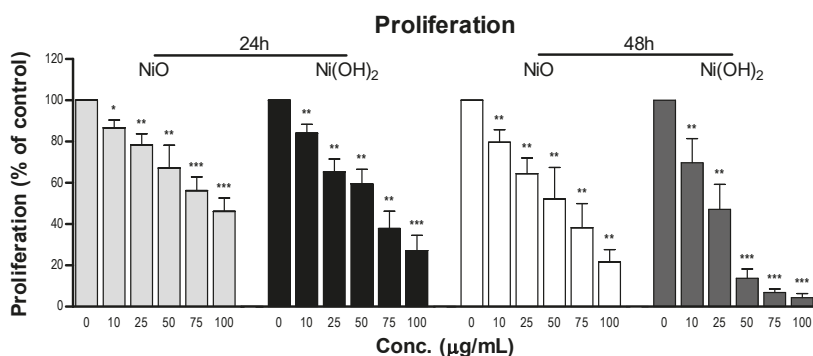 Proliferation
24h
48h
NiO
Ni(OH)2
NiO
Ni(OH)2
Proliferation (% of control)
120
100
80
60
40
20
0
* ** ** *** ***
** ** ** ** ***
** ** ** ** **
** ** *** *** ***
0 10 25 50 75 100 0 10 25 50 75 100 0 10 25 50 75 100 0 10 25 50 75 100
Conc. (µg/mL)